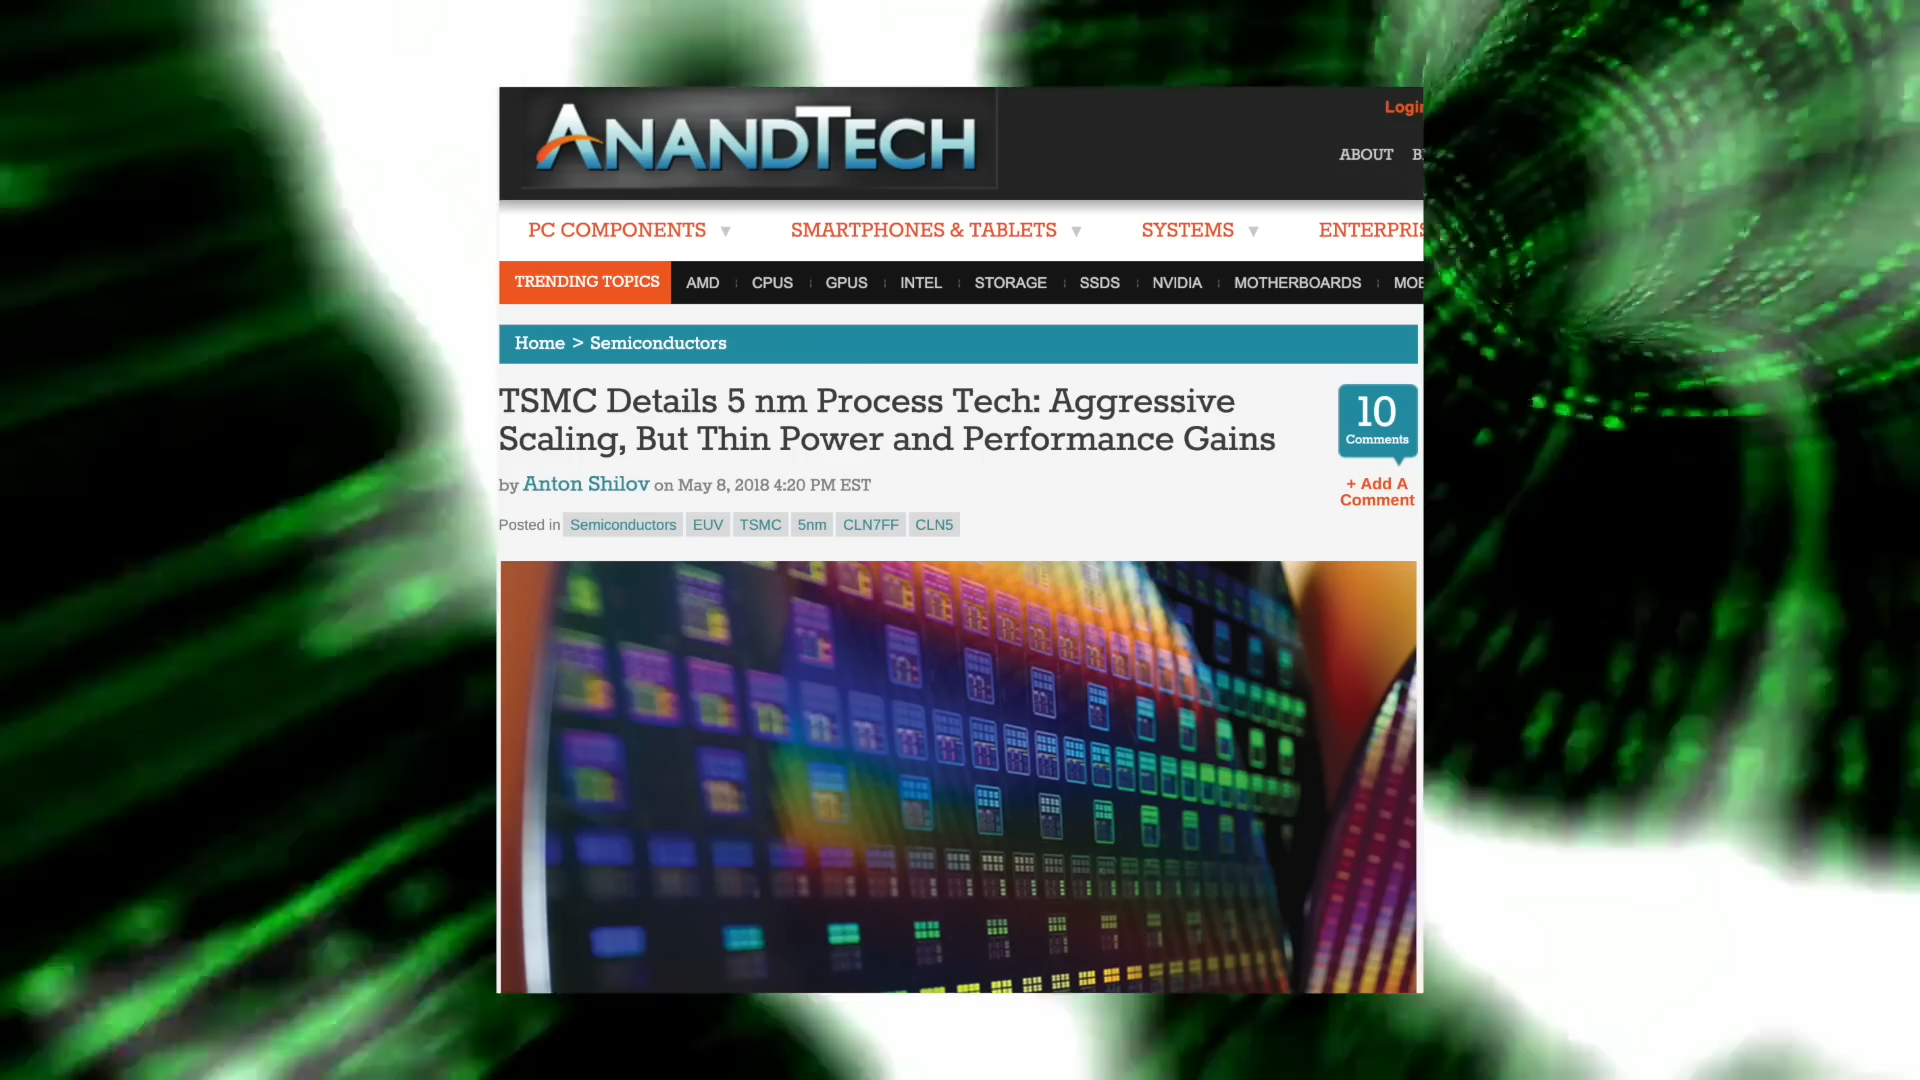 ANANDTECH
Login
ABOUT
PC COMPONENTS ▼ SMARTPHONES & TABLETS ▼ SYSTEMS ▼
TRENDING TOPICS AMD CPUS GPUS INTEL STORAGE SSDS NVIDIA MOTHERBOARDS
Home > Semiconductors
TSMC Details 5 nm Process Tech: Aggressive
Scaling, But Thin Power and Performance Gains
10
Comments
by Anton Shilov on May 8, 2018 4:20 PM EST
+ Add A
Comment
Posted in Semiconductors EUV TSMC 5nm CLN7FF CLN5